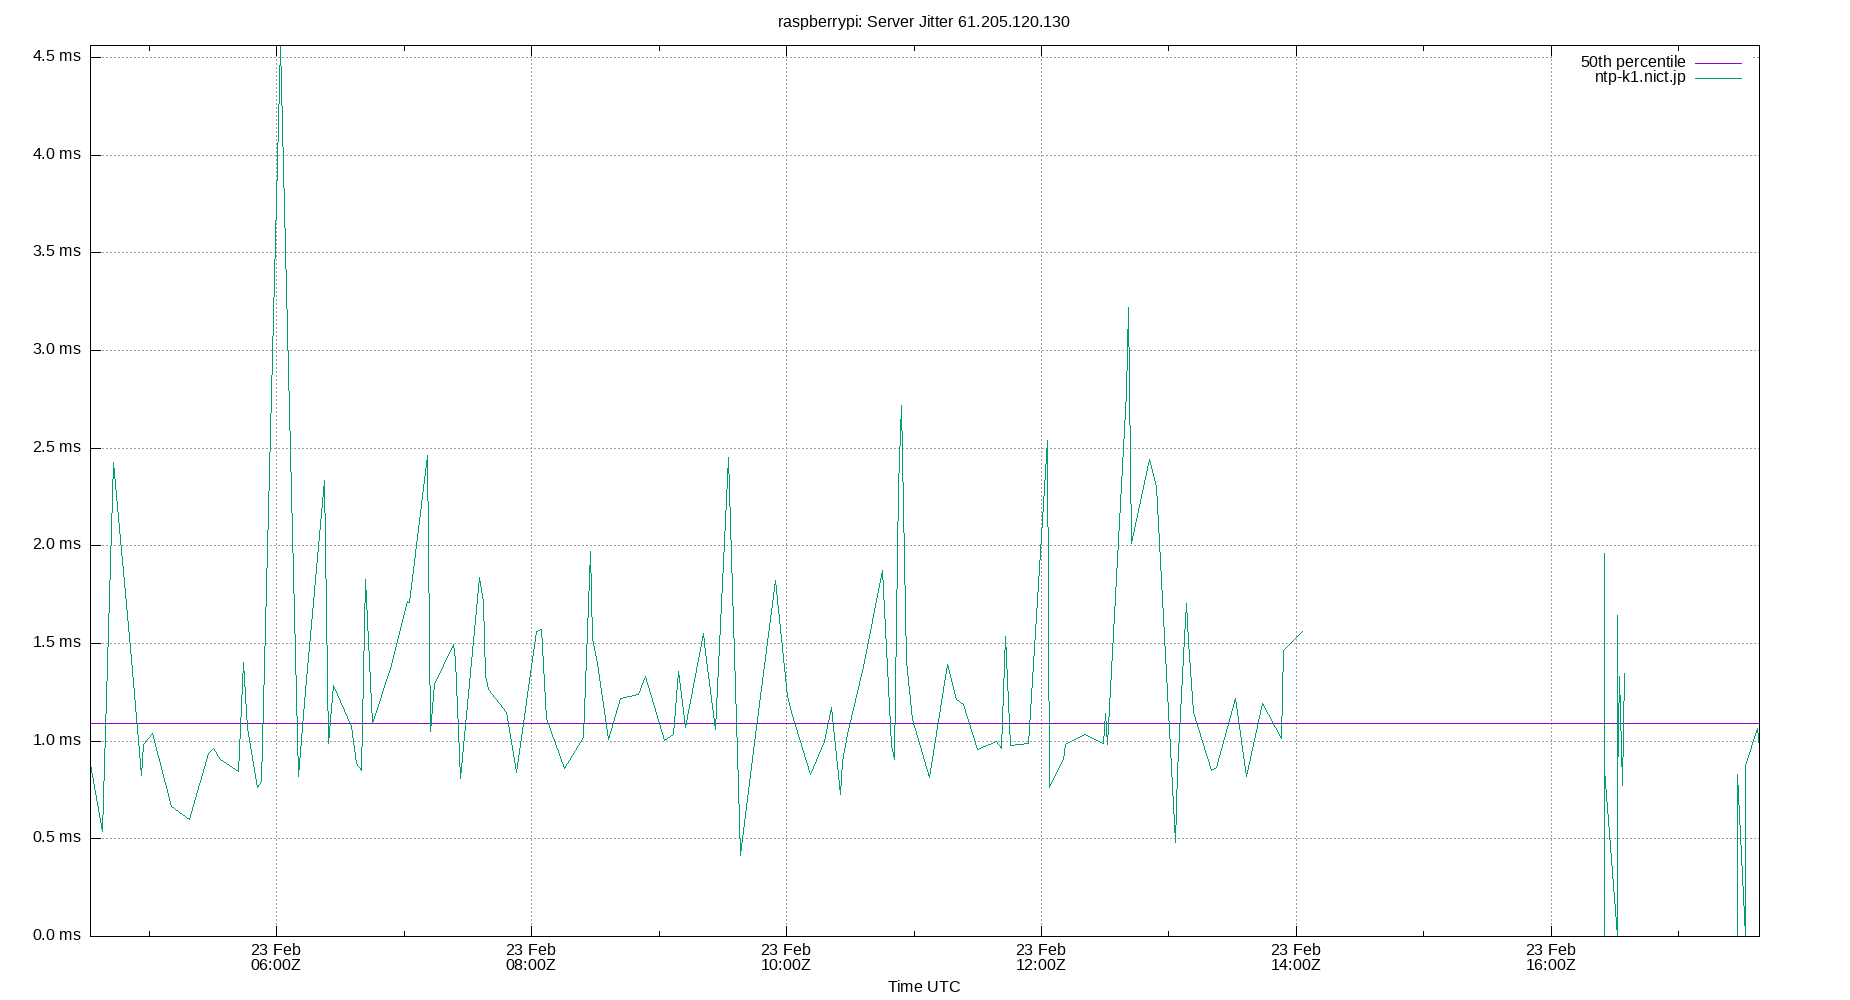 raspberrypi: Server Jitter 61.205.120.130
50th percentile
ntp-k1.nict.jp
4.5 ms
4.0 ms
3.5 ms
3.0 ms
2.5 ms
2.0 ms
1.5 ms
1.0 ms
0.5 ms
0.0 ms
23 Feb
06:00Z
23 Feb
08:00Z
23 Feb
10:00Z
23 Feb
12:00Z
23 Feb
14:00Z
23 Feb
16:00Z
Time UTC